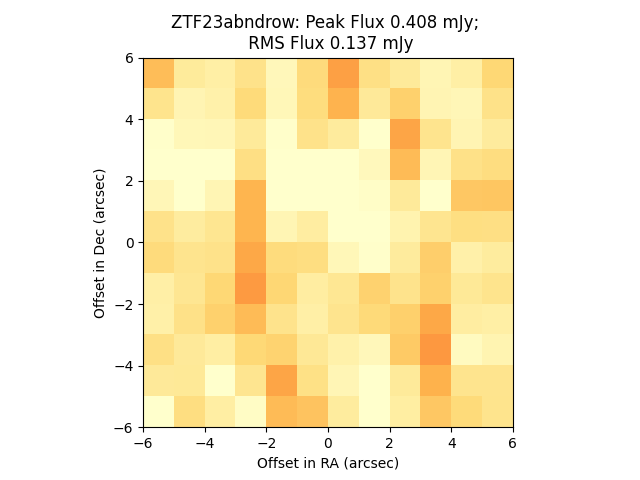 ZTF23abndrow: Peak Flux 0.408 mJy;
RMS Flux 0.137 mJy
6
4
2
0
−2
−4
−6
Offset in Dec (arcsec)
−6 −4 −2 0 2 4 6
Offset in RA (arcsec)